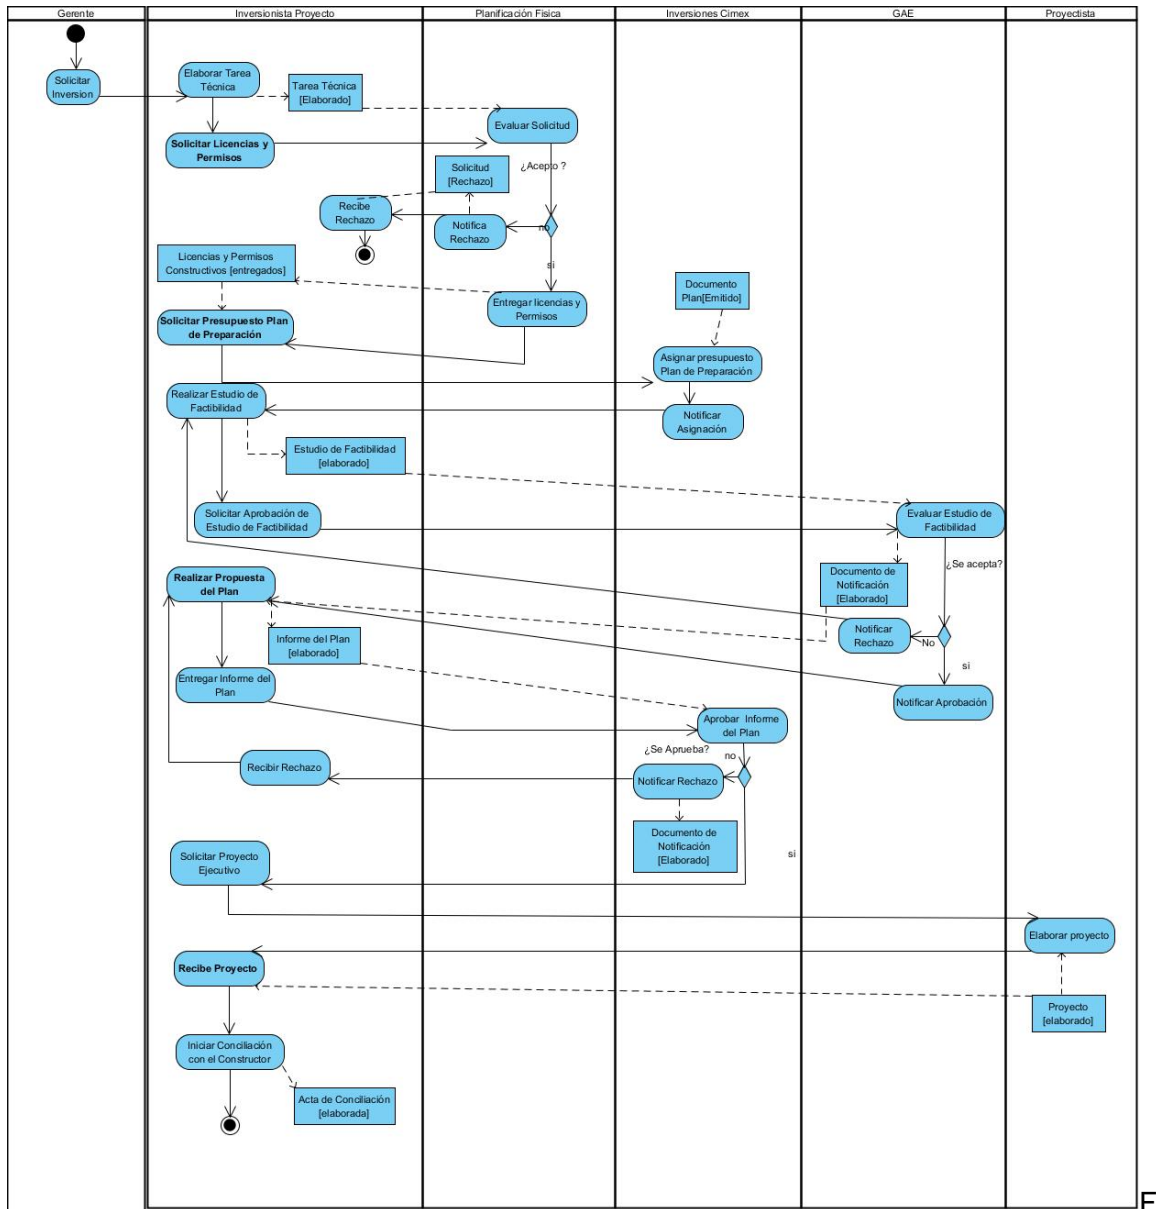 Gerente
Inversionista Proyecto
Planificación Física
Inversiones Cimex
GAE
Proyectista
Solicitar
Inversion
Elaborar Tarea
Técnica
Tarea Técnica
[Elaborado]
Evaluar Solicitud
Solicitar Licencias y
Permisos
¿Acepto ?
Solicitud
[Rechazo]
Recibe
Rechazo
Notifica
Rechazo
no
si
Licencias y Permisos
Constructivos [entregados]
Entregar licencias y
Permisos
Documento
Plan[Emitido]
Solicitar Presupuesto Plan
de Preparación
Asignar presupuesto
Plan de Preparación
Realizar Estudio de
Factibilidad
Notificar
Asignación
Estudio de Factibilidad
[elaborado]
Solicitar Aprobación de
Estudio de Factibilidad
Evaluar Estudio de
Factibilidad
¿Se acepta?
Documento de
Notificación
[Elaborado]
Realizar Propuesta
del Plan
Notificar
Rechazo
No
si
Informe del Plan
[elaborado]
Entregar Informe del
Plan
Notificar Aprobación
Aprobar Informe
del Plan
¿Se Aprueba?
no
Recibir Rechazo
Notificar Rechazo
Documento de
Notificación
[Elaborado]
si
Solicitar Proyecto
Ejecutivo
Elaborar proyecto
Recibe Proyecto
Proyecto
[elaborado]
Iniciar Conciliación
con el Constructor
Acta de Conciliación
[elaborada]